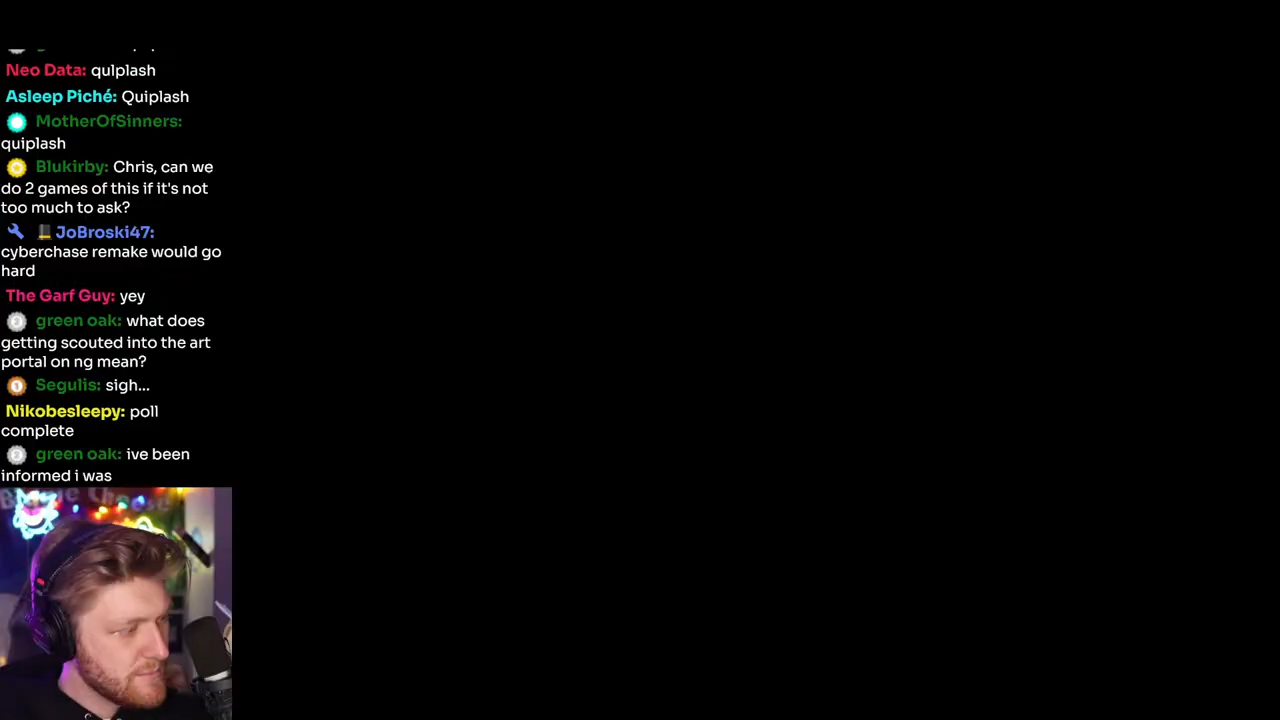 Neo Data: qulplash
Asleep Piché: Quiplash
MotherOfSinners:
quiplash
Blukirby: Chris, can we
do 2 games of this if it's not
too much to ask?
JoBroski47:
cyberchase remake would go
hard
The Garf Guy: yey
green oak: what does
getting scouted into the art
portal on ng mean?
Segulis: sigh...
Nikobesleepy: poll
complete
green oak: ive been
informed i was